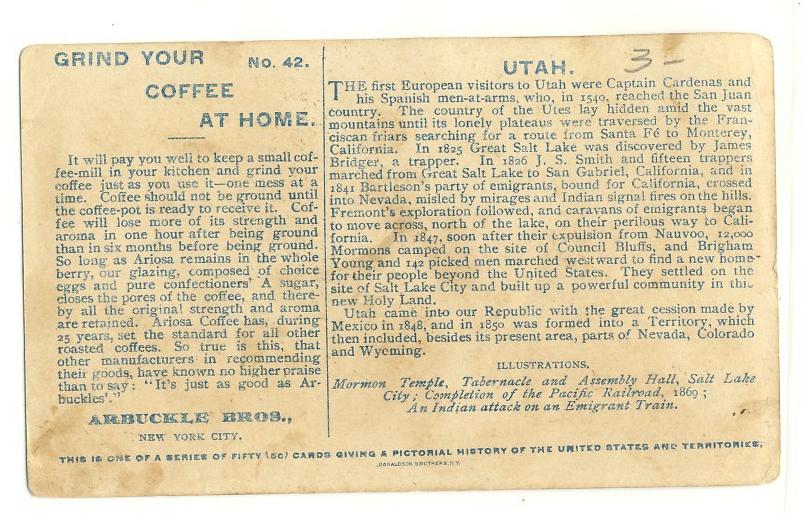 GRIND YOUR No. 42.
COFFEE
AT HOME.
It will pay you well to keep a small cof-
fee-mill in your kitchen and grind your
coffee just as you use it—one mess at a
time. Coffee should not be ground until
the coffee-pot is ready to receive it. Cof-
fee will lose more of its strength and
aroma in one hour after being ground
than in six months before being ground.
So long as Ariosa remains in the whole
berry, our glazing, composed of choice
eggs and pure confectioners' A sugar,
closes the pores of the coffee, and there-
by all the original strength and aroma
are retained. Ariosa Coffee has, during
25 years, set the standard for all other
roasted coffees. So true is this, that
other manufacturers in recommending
their goods, have known no higher praise
than to say: "It's just as good as Ar-
buckles'."
ARBUCKLE BROS.,
NEW YORK CITY.
3-
UTAH.
THE first European visitors to Utah were Captain Cardenas and
his Spanish men-at-arms, who, in 1540, reached the San Juan
country. The country of the Utes lay hidden amid the vast
mountains until its lonely plateaus were traversed by the Fran-
ciscan friars searching for a route from Santa Fé to Monterey,
California. In 1825 Great Salt Lake was discovered by James
Bridger, a trapper. In 1826 J. S. Smith and fifteen trappers
marched from Great Salt Lake to San Gabriel, California, and in
1841 Bartleson's party of emigrants, bound for California, crossed
into Nevada, misled by mirages and Indian signal fires on the hills.
Fremont's exploration followed, and caravans of emigrants began
to move across, north of the lake, on their perilous way to Cali-
fornia. In 1847, soon after their expulsion from Nauvoo, 12,000
Mormons camped on the site of Council Bluffs, and Brigham
Young and 142 picked men marched westward to find a new home
for their people beyond the United States. They settled on the
site of Salt Lake City and built up a powerful community in this
new Holy Land.
Utah came into our Republic with the great cession made by
Mexico in 1848, and in 1850 was formed into a Territory, which
then included, besides its present area, parts of Nevada, Colorado
and Wyoming.
ILLUSTRATIONS.
Mormon Temple, Tabernacle and Assembly Hall, Salt Lake
City; Completion of the Pacific Railroad, 1869;
An Indian attack on an Emigrant Train.
THIS IS ONE OF A SERIES OF FIFTY (50) CARDS GIVING A PICTORIAL HISTORY OF THE UNITED STATES AND TERRITORIES.
DONALDSON BROTHERS, N.Y.